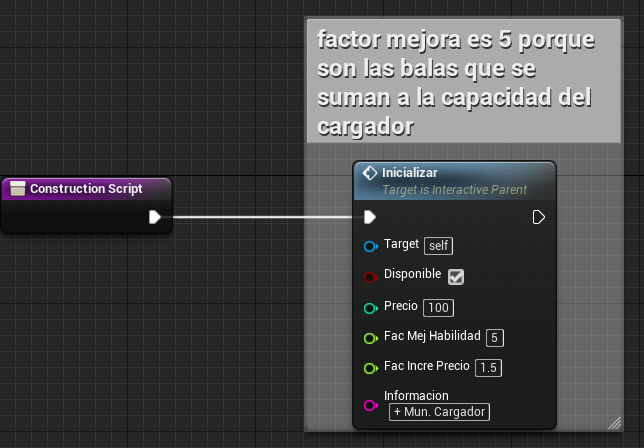 factor mejora es 5 porque
son las balas que se
suman a la capacidad del
cargador
Construction Script
Inicializar
Target is Interactive Parent
Target self
Disponible
Precio 100
Fac Mej Habilidad 5
Fac Incre Precio 1.5
Informacion
+ Mun. Cargador